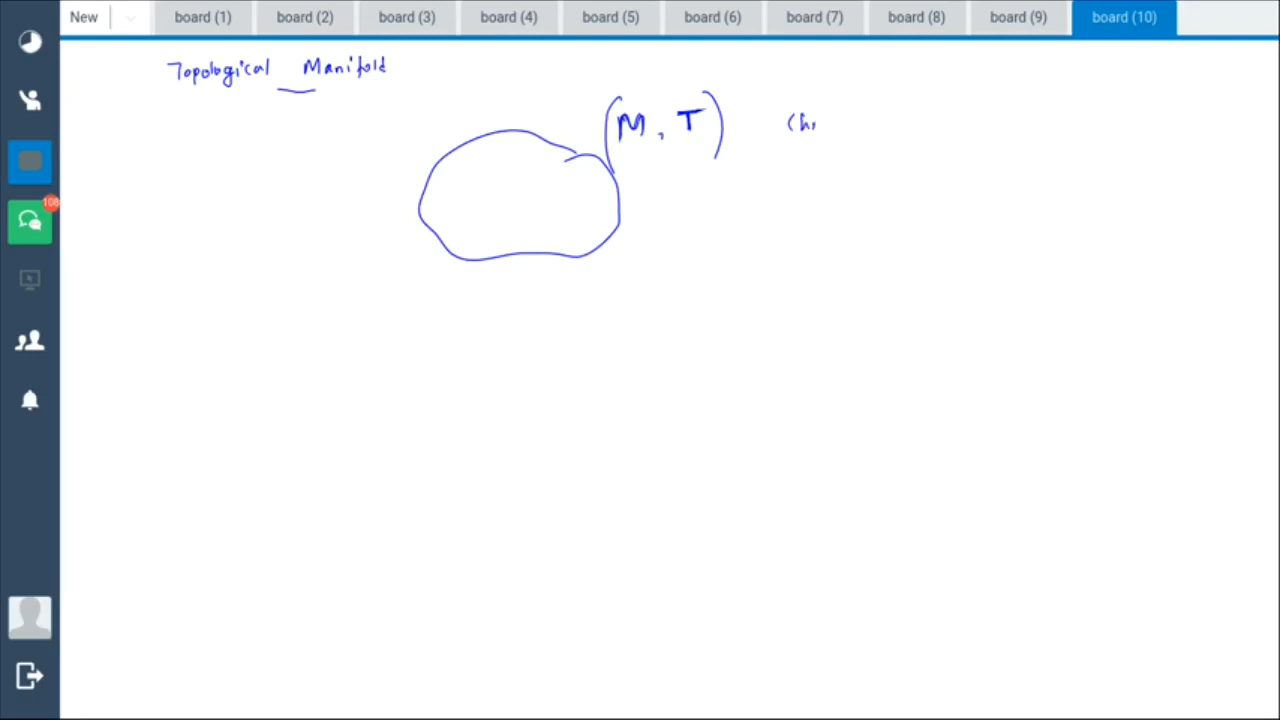 New board (1) board (2) board (3) board (4) board (5) board (6) board (7) board (8) board (9) board (10)
Topological Manifold
(M, T)
108